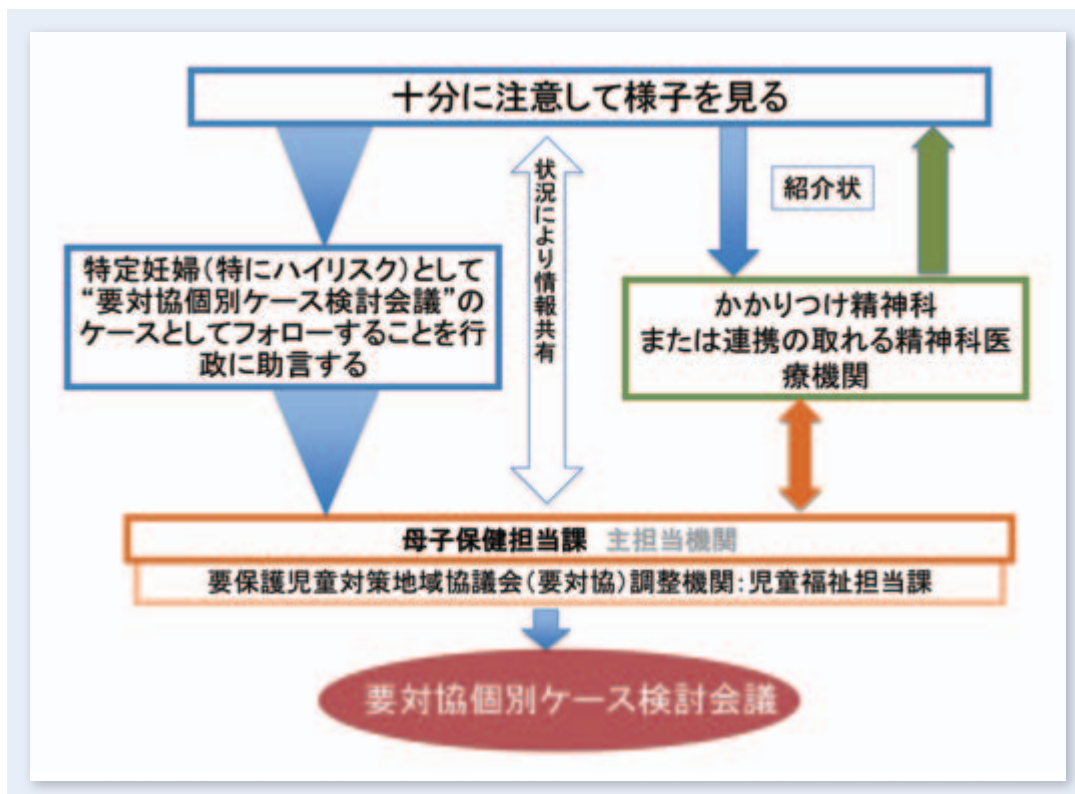 十分に注意して様子を見る
状況により情報共有
紹介状
特定妊婦(特にハイリスク)として
“要対協個別ケース検討会議”の
ケースとしてフォローすることを行
政に助言する
かかりつけ精神科
または連携の取れる精神科医
療機関
母子保健担当課 主担当機関
要保護児童対策地域協議会(要対協)調整機関:児童福祉担当課
要対協個別ケース検討会議